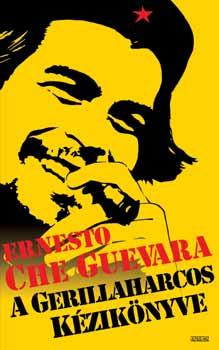 ERNESTO
CHE GUEVARA
A GERILLAHARCOS
KÉZIKÖNYVE